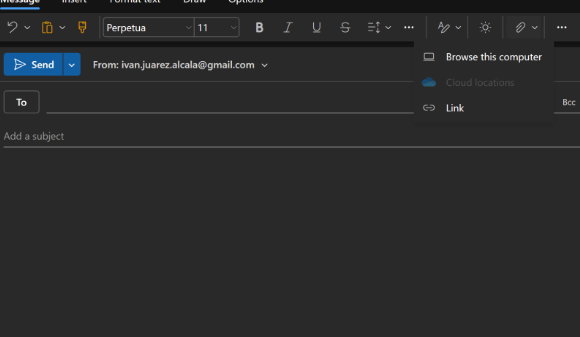 Message Insert Format text Draw Options
Perpetua 11 B I U S
Send From: ivan.juarez.alcala@gmail.com
To Bcc
Add a subject
Browse this computer
Cloud locations
Link